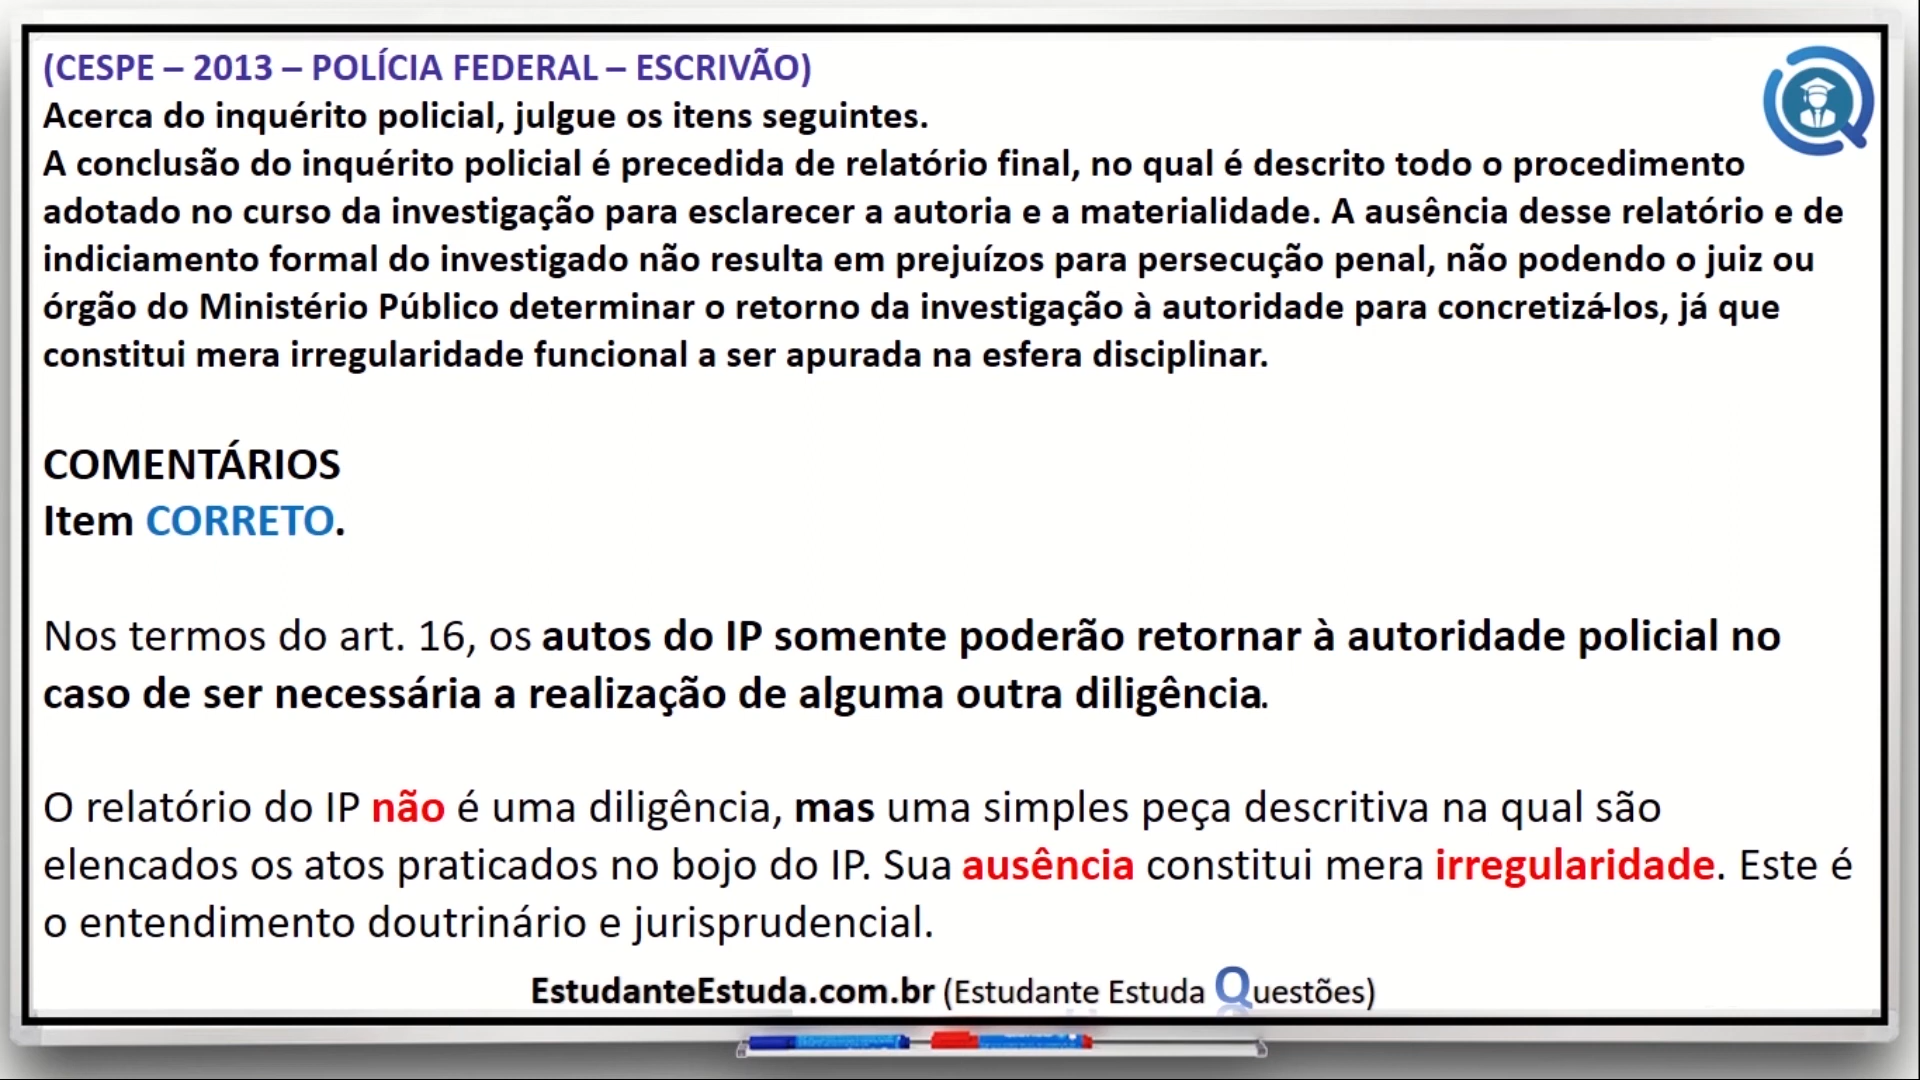 (CESPE – 2013 – POLÍCIA FEDERAL – ESCRIVÃO)
Acerca do inquérito policial, julgue os itens seguintes.
A conclusão do inquérito policial é precedida de relatório final, no qual é descrito todo o procedimento
adotado no curso da investigação para esclarecer a autoria e a materialidade. A ausência desse relatório e de
indiciamento formal do investigado não resulta em prejuízos para persecução penal, não podendo o juiz ou
órgão do Ministério Público determinar o retorno da investigação à autoridade para concretizá-los, já que
constitui mera irregularidade funcional a ser apurada na esfera disciplinar.
COMENTÁRIOS
Item CORRETO.
Nos termos do art. 16, os autos do IP somente poderão retornar à autoridade policial no
caso de ser necessária a realização de alguma outra diligência.
O relatório do IP não é uma diligência, mas uma simples peça descritiva na qual são
elencados os atos praticados no bojo do IP. Sua ausência constitui mera irregularidade. Este é
o entendimento doutrinário e jurisprudencial.
EstudanteEstuda.com.br (Estudante Estuda Questões)